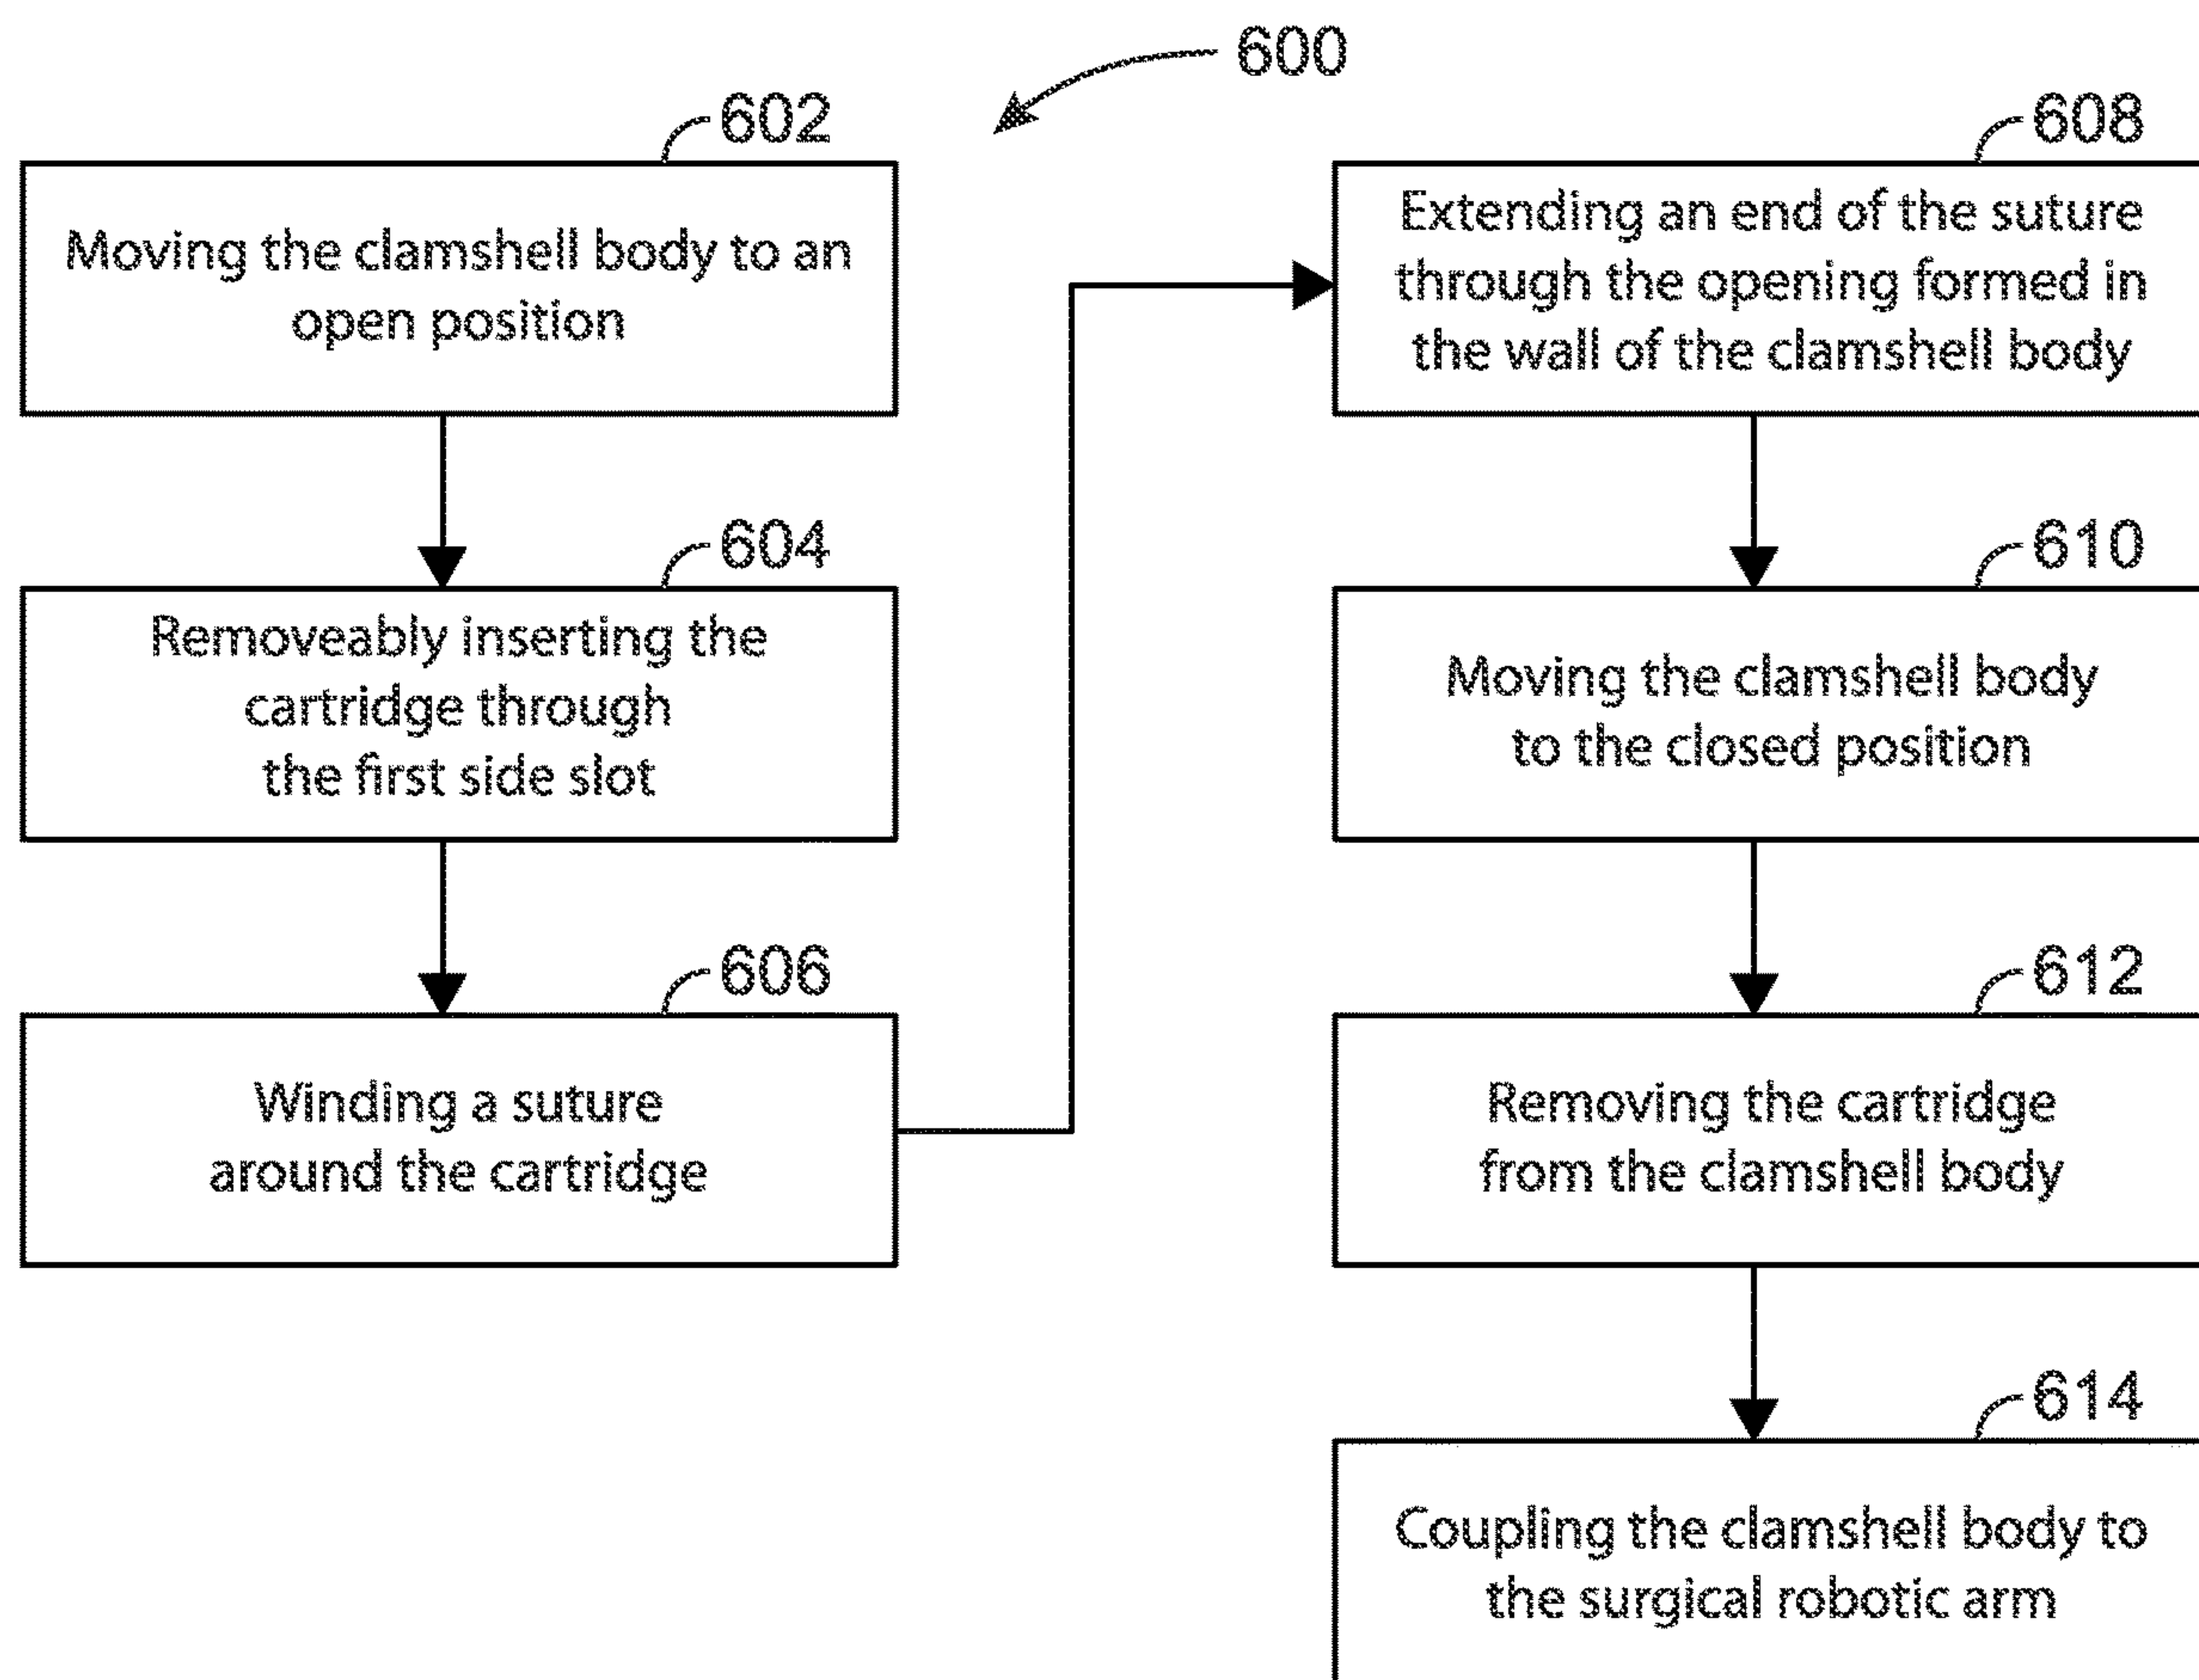 600
602
Moving the clamshell body to an
open position
604
Removeably inserting the
cartridge through
the first side slot
606
Winding a suture
around the cartridge
608
Extending an end of the suture
through the opening formed in
the wall of the clamshell body
610
Moving the clamshell body
to the closed position
612
Removing the cartridge
from the clamshell body
614
Coupling the clamshell body to
the surgical robotic arm